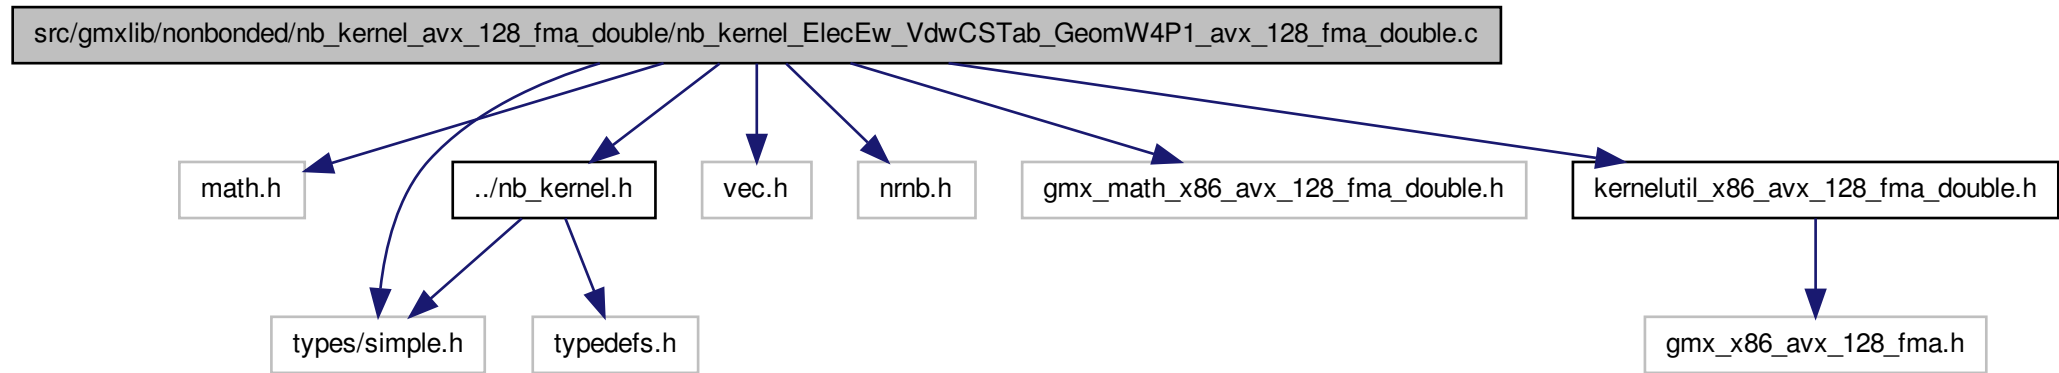 src/gmxlib/nonbonded/nb_kernel_avx_128_fma_double/nb_kernel_ElecEw_VdwCSTab_GeomW4P1_avx_128_fma_double.c
math.h
../nb_kernel.h
vec.h
nrnb.h
gmx_math_x86_avx_128_fma_double.h
kernelutil_x86_avx_128_fma_double.h
types/simple.h
typedefs.h
gmx_x86_avx_128_fma.h